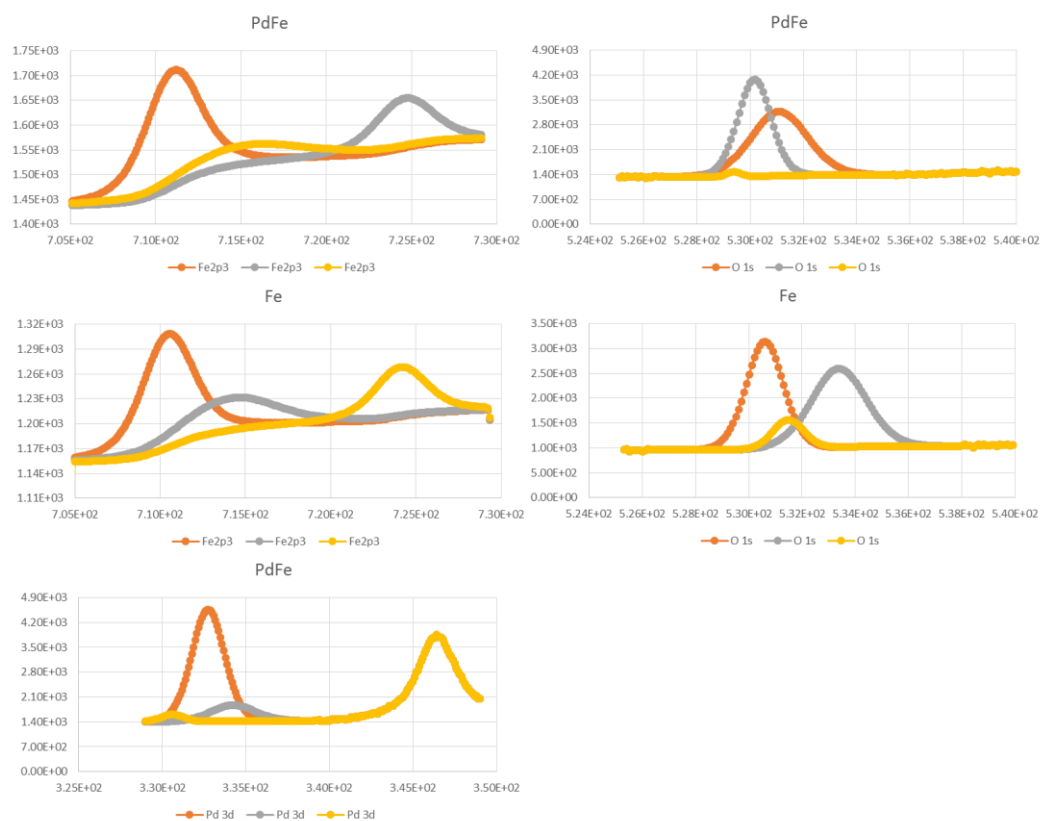 PdFe
1.75E+03
1.70E+03
1.65E+03
1.60E+03
1.55E+03
1.50E+03
1.45E+03
1.40E+03
7.05E+02 7.10E+02 7.15E+02 7.20E+02 7.25E+02 7.30E+02
Fe2p3 Fe2p3 Fe2p3
PdFe
4.90E+03
4.20E+03
3.50E+03
2.80E+03
2.10E+03
1.40E+03
7.00E+02
0.00E+00
5.24E+02 5.26E+02 5.28E+02 5.30E+02 5.32E+02 5.34E+02 5.36E+02 5.38E+02 5.40E+02
O 1s O 1s O 1s
Fe
1.32E+03
1.29E+03
1.26E+03
1.23E+03
1.20E+03
1.17E+03
1.14E+03
1.11E+03
7.05E+02 7.10E+02 7.15E+02 7.20E+02 7.25E+02 7.30E+02
Fe2p3 Fe2p3 Fe2p3
Fe
3.50E+03
3.00E+03
2.50E+03
2.00E+03
1.50E+03
1.00E+03
5.00E+02
0.00E+00
5.24E+02 5.26E+02 5.28E+02 5.30E+02 5.32E+02 5.34E+02 5.36E+02 5.38E+02 5.40E+02
O 1s O 1s O 1s
PdFe
4.90E+03
4.20E+03
3.50E+03
2.80E+03
2.10E+03
1.40E+03
7.00E+02
0.00E+00
3.25E+02 3.30E+02 3.35E+02 3.40E+02 3.45E+02 3.50E+02
Pd 3d Pd 3d Pd 3d